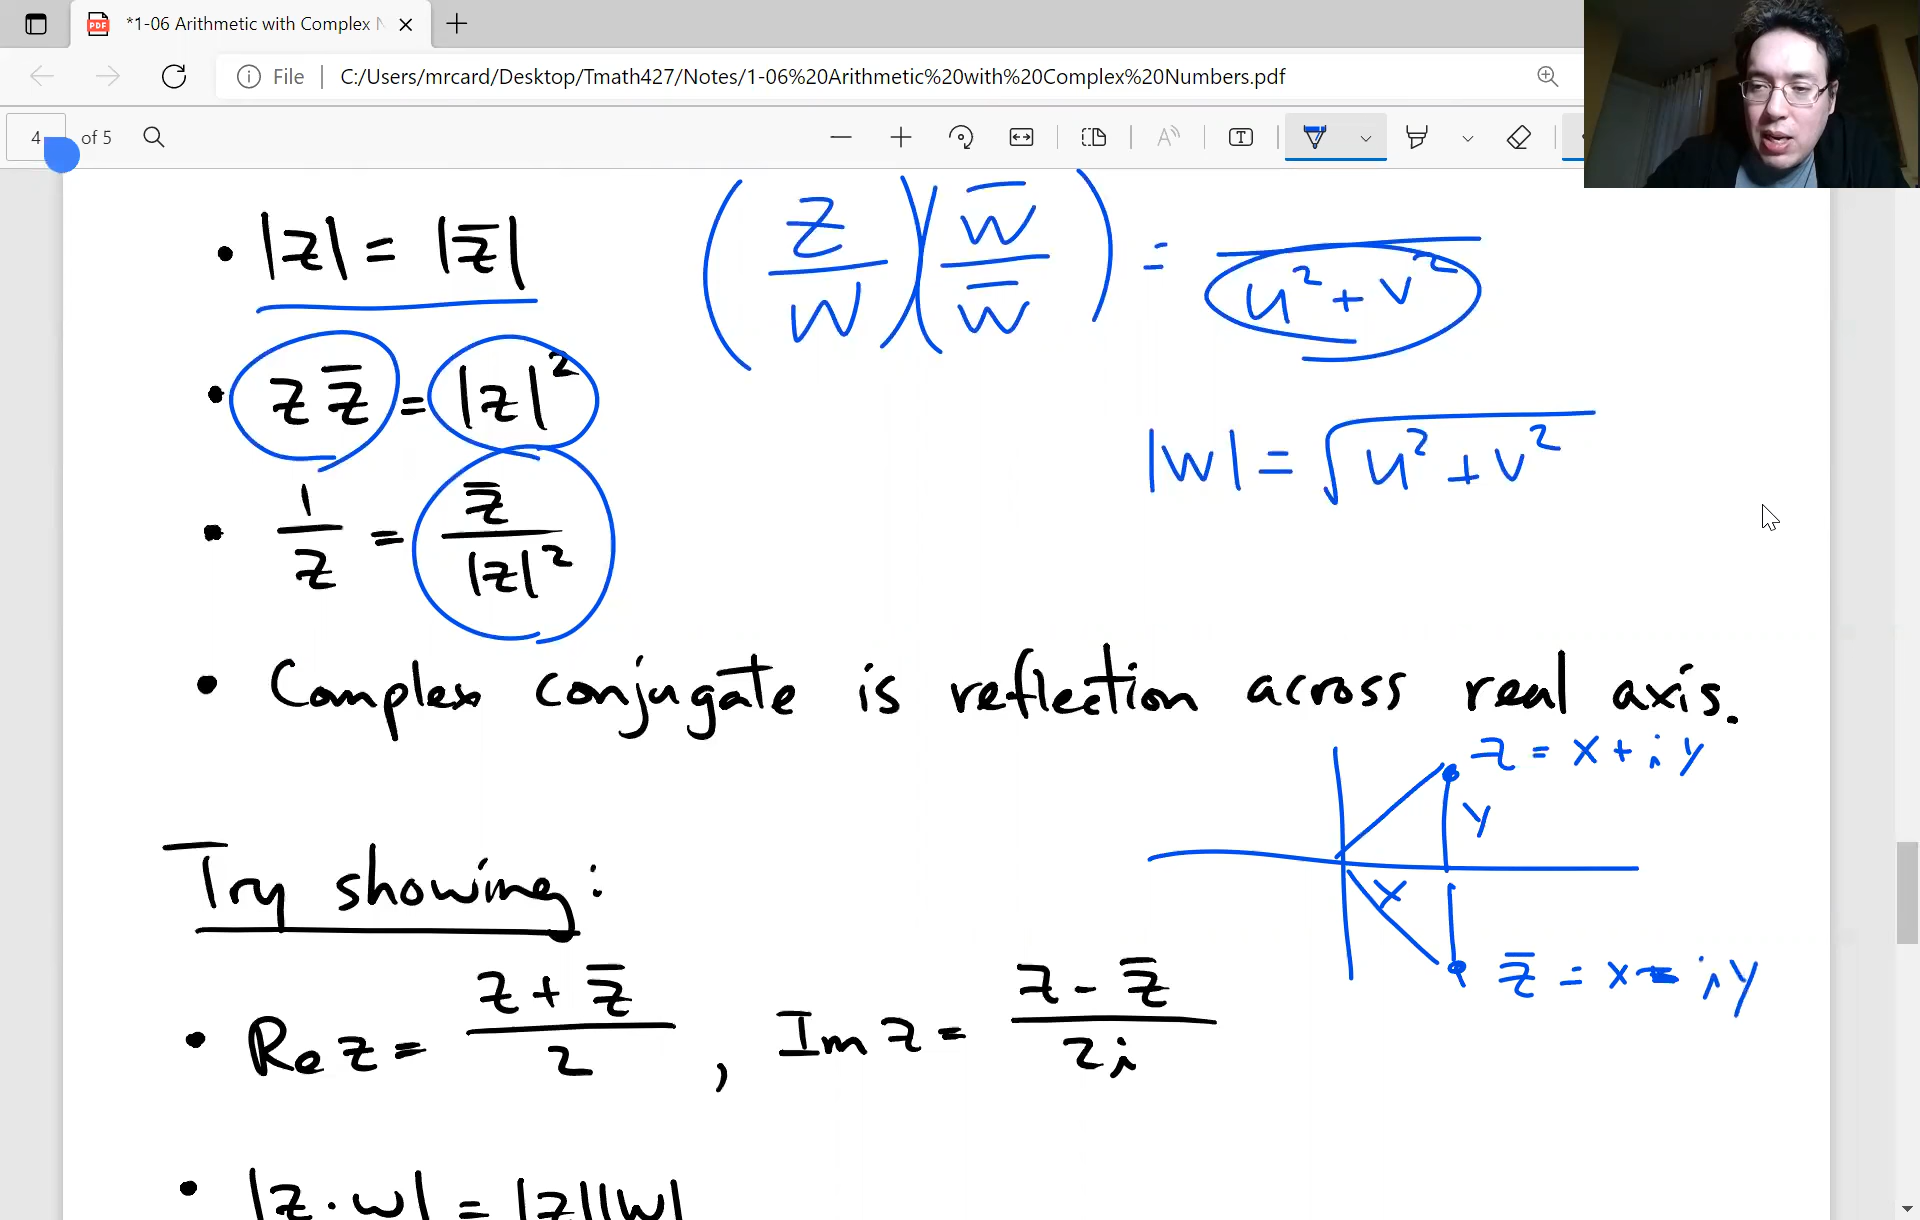 *1-06 Arithmetic with Complex N
File | C:/Users/mrcard/Desktop/Tmath427/Notes/1-06%20Arithmetic%20with%20Complex%20Numbers.pdf
4 of 5
• |z| = |z̅|
(z/w)(w̅/w̅) = /(u² + v²)
• z z̅ = |z|²
|w| = √(u² + v²)
• 1/z = z̅/|z|²
• Complex conjugate is reflection across real axis.
z = x + iy
y
x
z̅ = x - iy
Try showing:
• Re z = (z + z̅)/2 , Im z = (z - z̅)/2i
• |z · w| = |z||w|